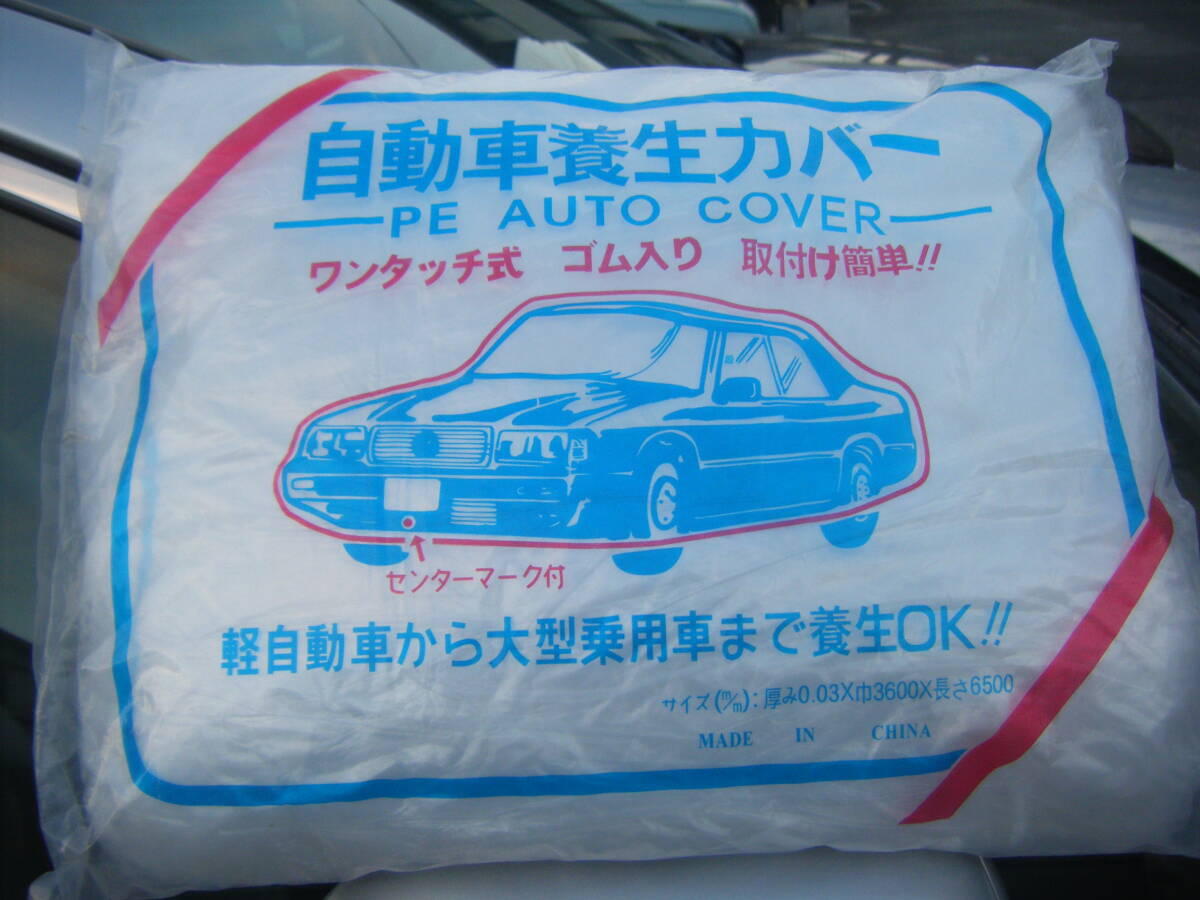 自動車養生カバー
PE AUTO COVER
ワンタッチ式 ゴム入り 取付け簡単!!
センターマーク付
軽自動車から大型乗用車まで養生OK!!
サイズ(m/m):厚み0.03X巾3600X長さ6500
MADE IN CHINA